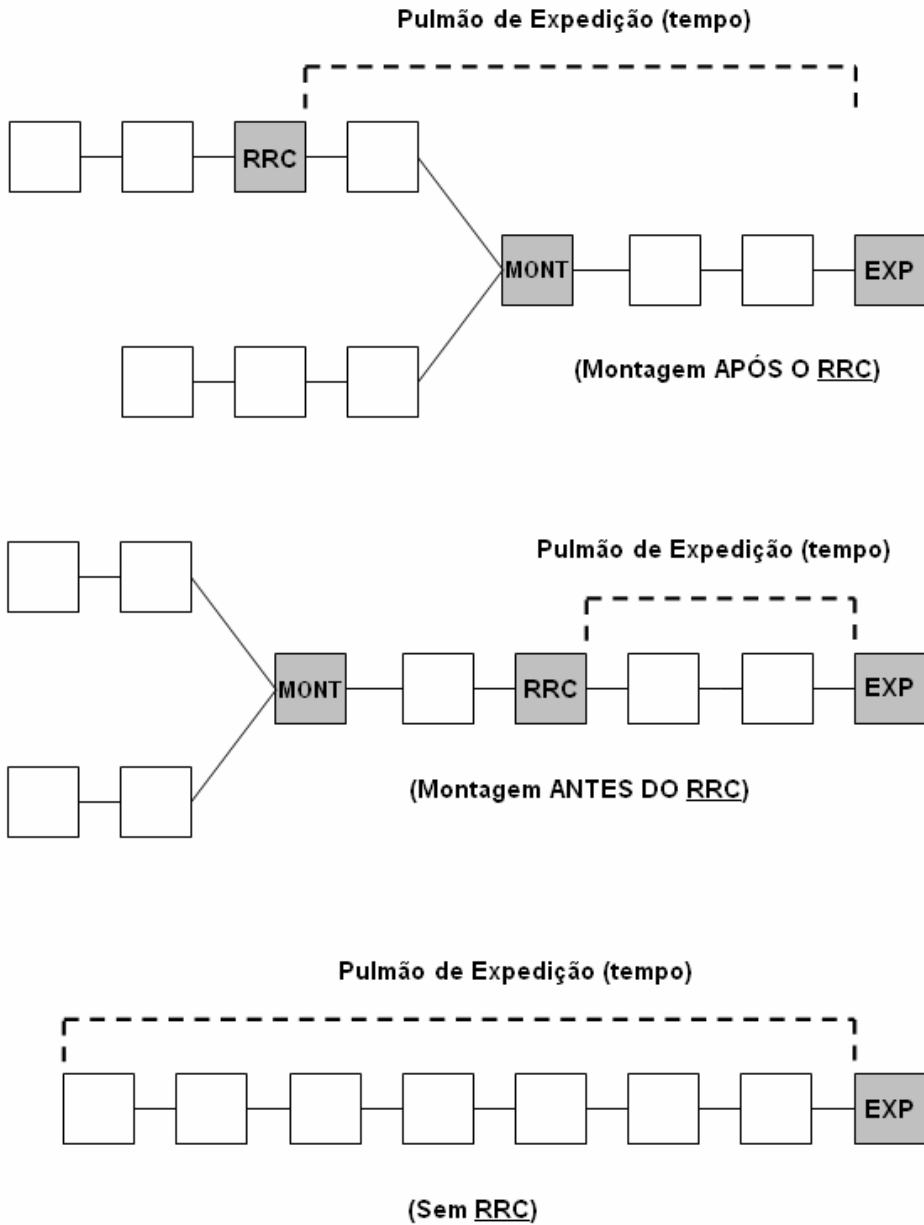 Pulmão de Expedição (tempo)
RRC
MONT
EXP
(Montagem APÓS O RRC)
Pulmão de Expedição (tempo)
MONT
RRC
EXP
(Montagem ANTES DO RRC)
Pulmão de Expedição (tempo)
EXP
(Sem RRC)